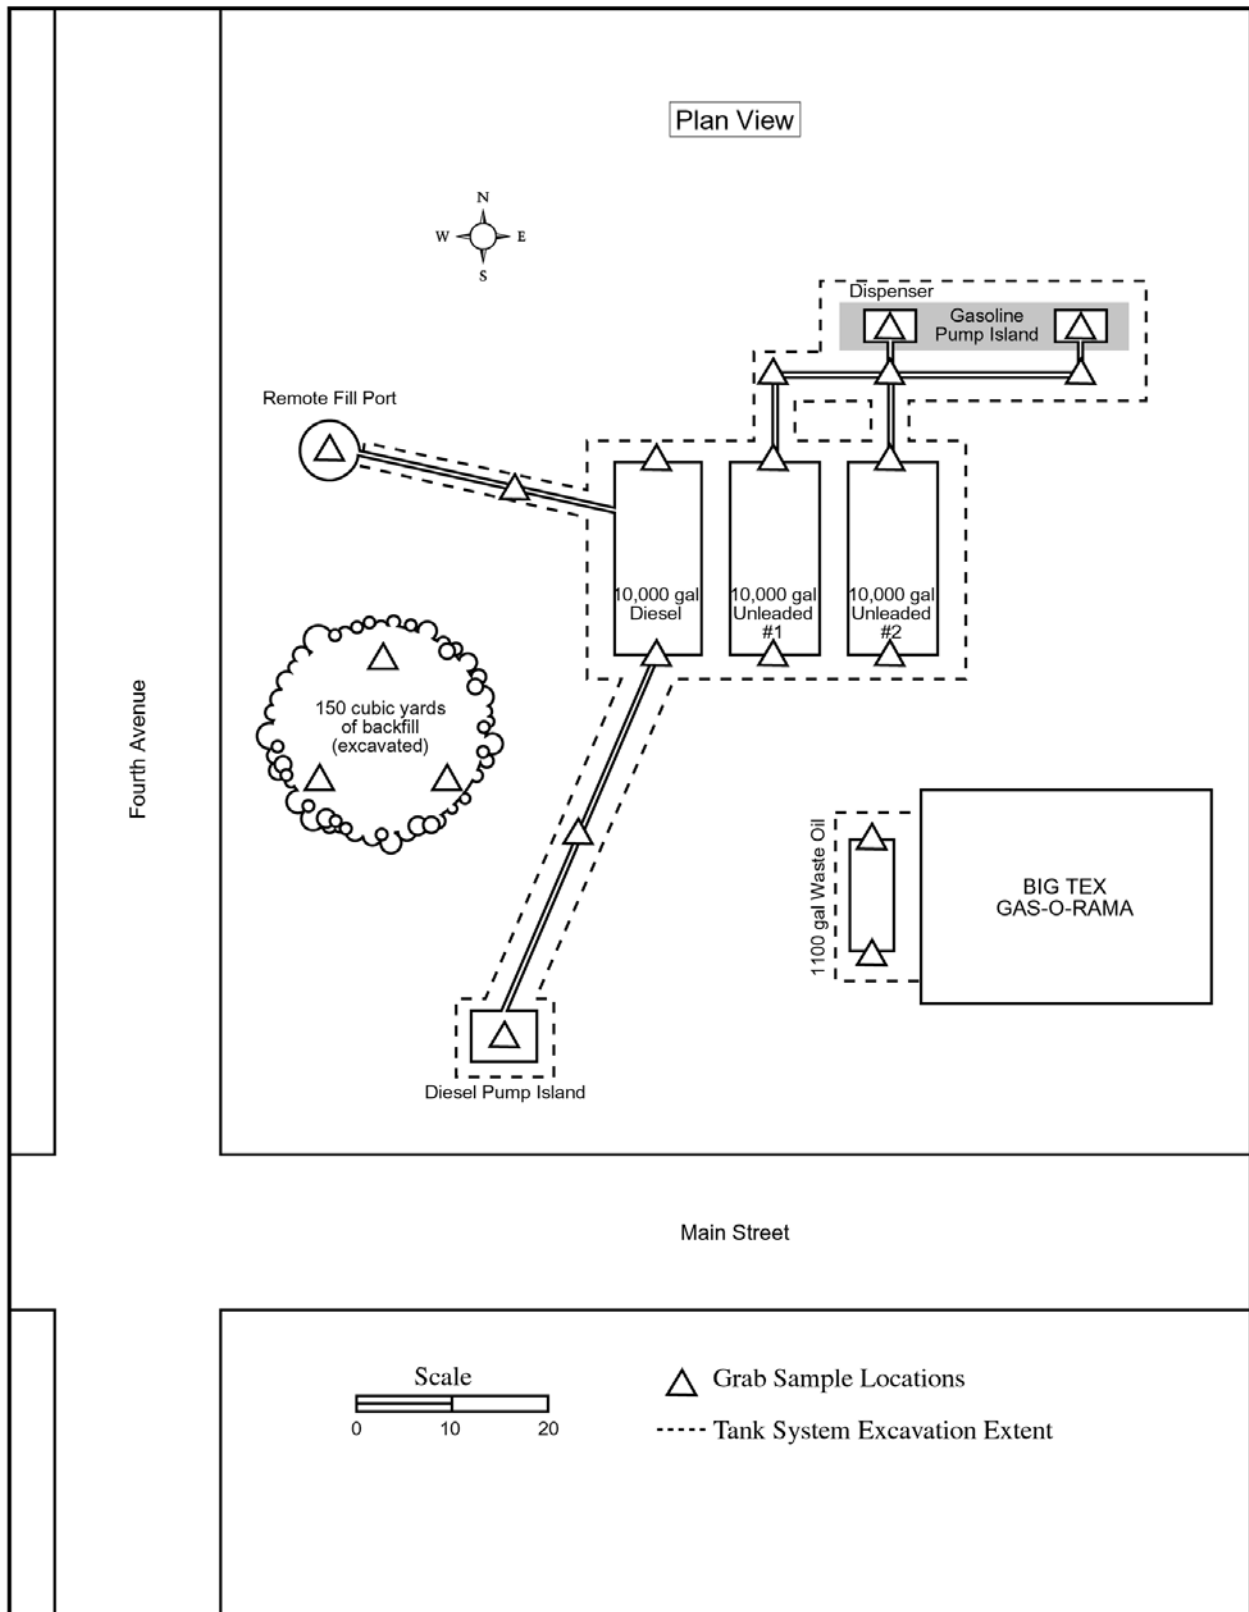 Plan View
N
W E
S
Dispenser
Gasoline
Pump Island
Remote Fill Port
10,000 gal
Diesel
10,000 gal
Unleaded
#1
10,000 gal
Unleaded
#2
150 cubic yards
of backfill
(excavated)
Fourth Avenue
1100 gal Waste Oil
BIG TEX
GAS-O-RAMA
Diesel Pump Island
Main Street
Scale
0 10 20
Grab Sample Locations
Tank System Excavation Extent